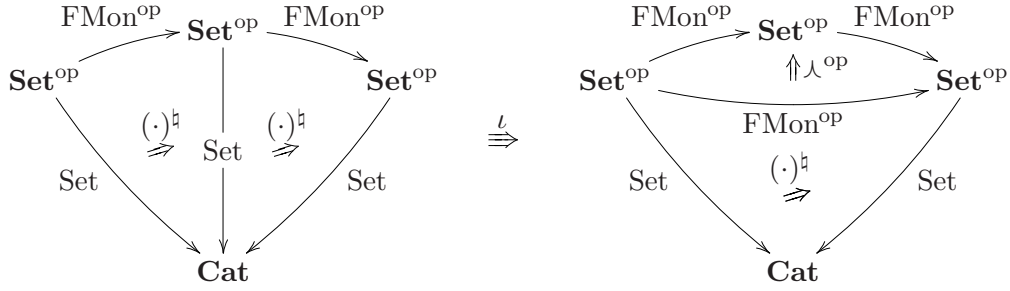 FMon^op Set^op FMon^op FMon^op Set^op FMon^op
⇑⅄^op
Set^op Set^op Set^op Set^op
(·)^♮ (·)^♮ ι FMon^op
Set
(·)^♮
Set Set Set Set
Cat Cat